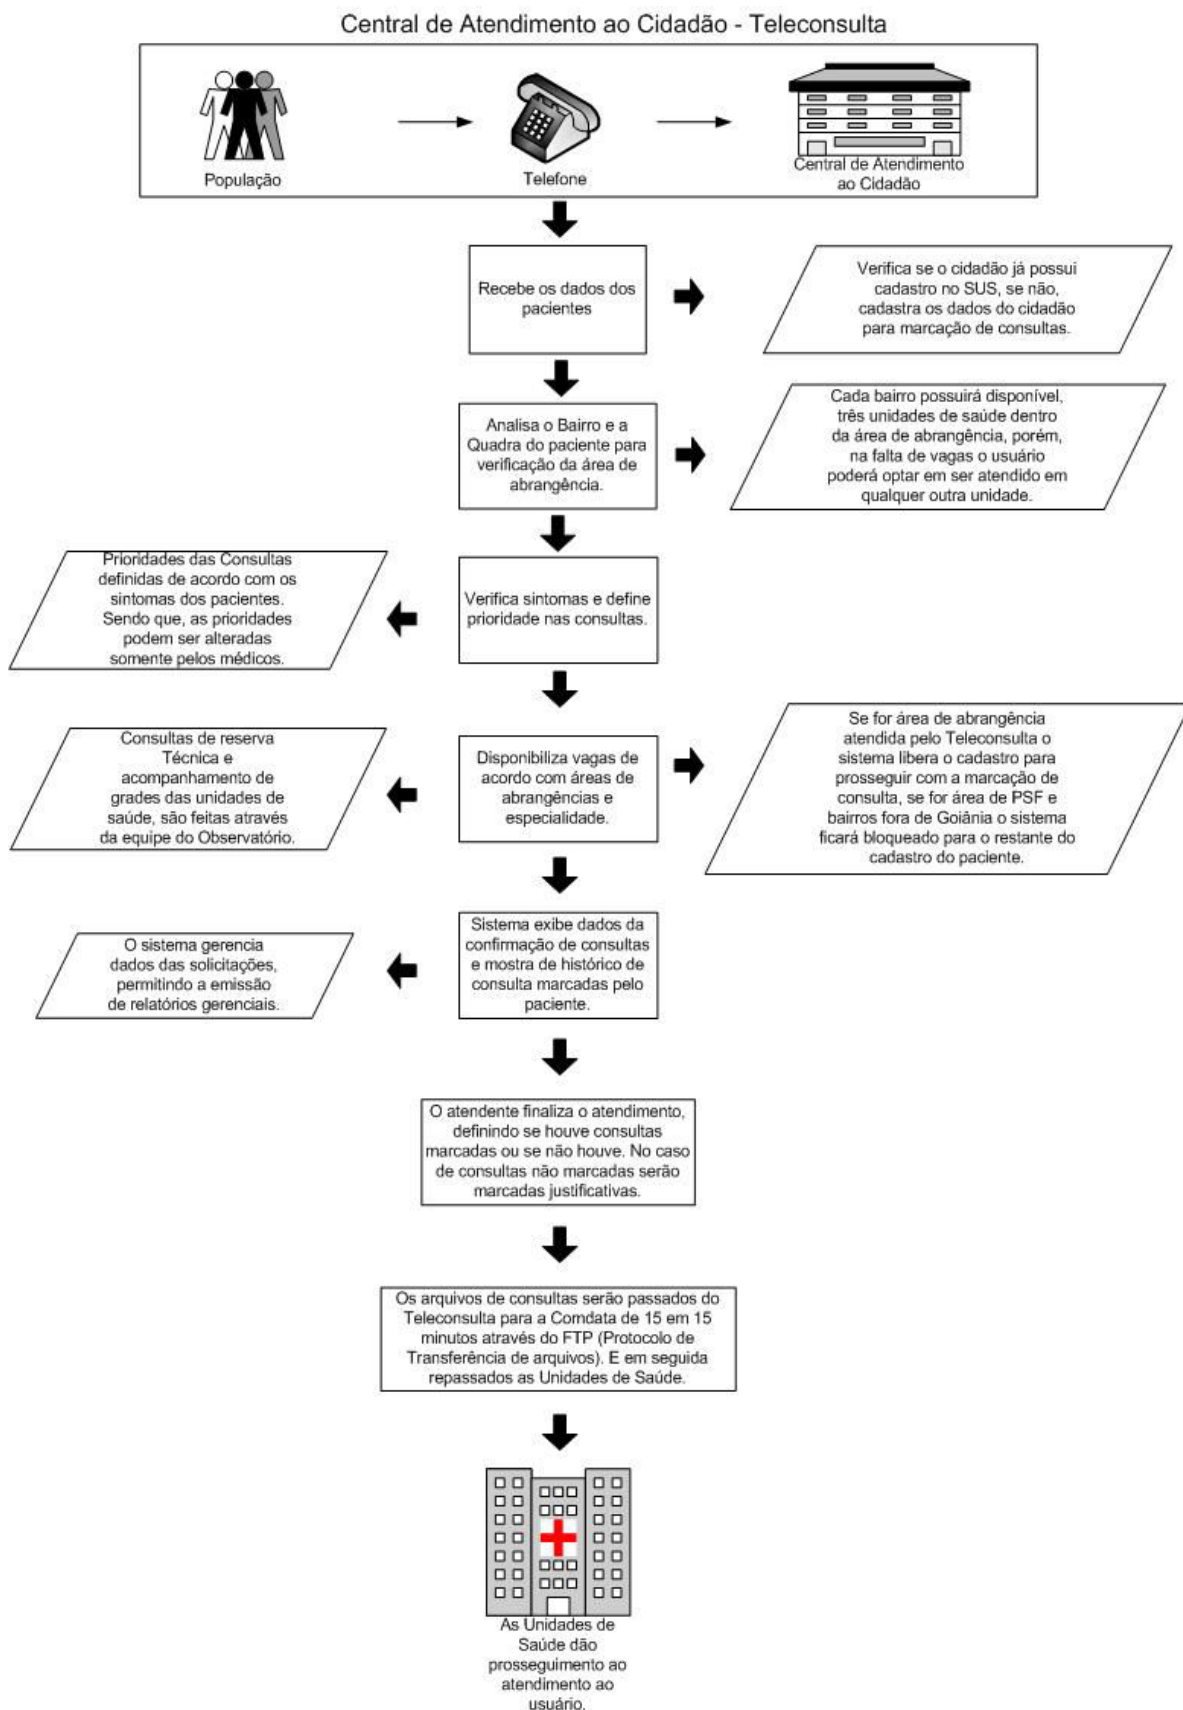 Central de Atendimento ao Cidadão - Teleconsulta
População
Telefone
Central de Atendimento
ao Cidadão
Recebe os dados dos
pacientes
Verifica se o cidadão já possui
cadastro no SUS, se não,
cadastra os dados do cidadão
para marcação de consultas.
Analisa o Bairro e a
Quadra do paciente para
verificação da área de
abrangência.
Cada bairro possuirá disponível,
três unidades de saúde dentro
da área de abrangência, porém,
na falta de vagas o usuário
poderá optar em ser atendido em
qualquer outra unidade.
Prioridades das Consultas
definidas de acordo com os
sintomas dos pacientes.
Sendo que, as prioridades
podem ser alteradas
somente pelos médicos.
Verifica sintomas e define
prioridade nas consultas.
Consultas de reserva
Técnica e
acompanhamento de
grades das unidades de
saúde, são feitas através
da equipe do Observatório.
Disponibiliza vagas de
acordo com áreas de
abrangências e
especialidade.
Se for área de abrangência
atendida pelo Teleconsulta o
sistema libera o cadastro para
prosseguir com a marcação de
consulta, se for área de PSF e
bairros fora de Goiânia o sistema
ficará bloqueado para o restante do
cadastro do paciente.
O sistema gerencia
dados das solicitações,
permitindo a emissão
de relatórios gerenciais.
Sistema exibe dados da
confirmação de consultas
e mostra de histórico de
consulta marcadas pelo
paciente.
O atendente finaliza o atendimento,
definindo se houve consultas
marcadas ou se não houve. No caso
de consultas não marcadas serão
marcadas justificativas.
Os arquivos de consultas serão passados do
Teleconsulta para a Comdata de 15 em 15
minutos através do FTP (Protocolo de
Transferência de arquivos). E em seguida
repassados as Unidades de Saúde.
As Unidades de
Saúde dão
prosseguimento ao
atendimento ao
usuário.